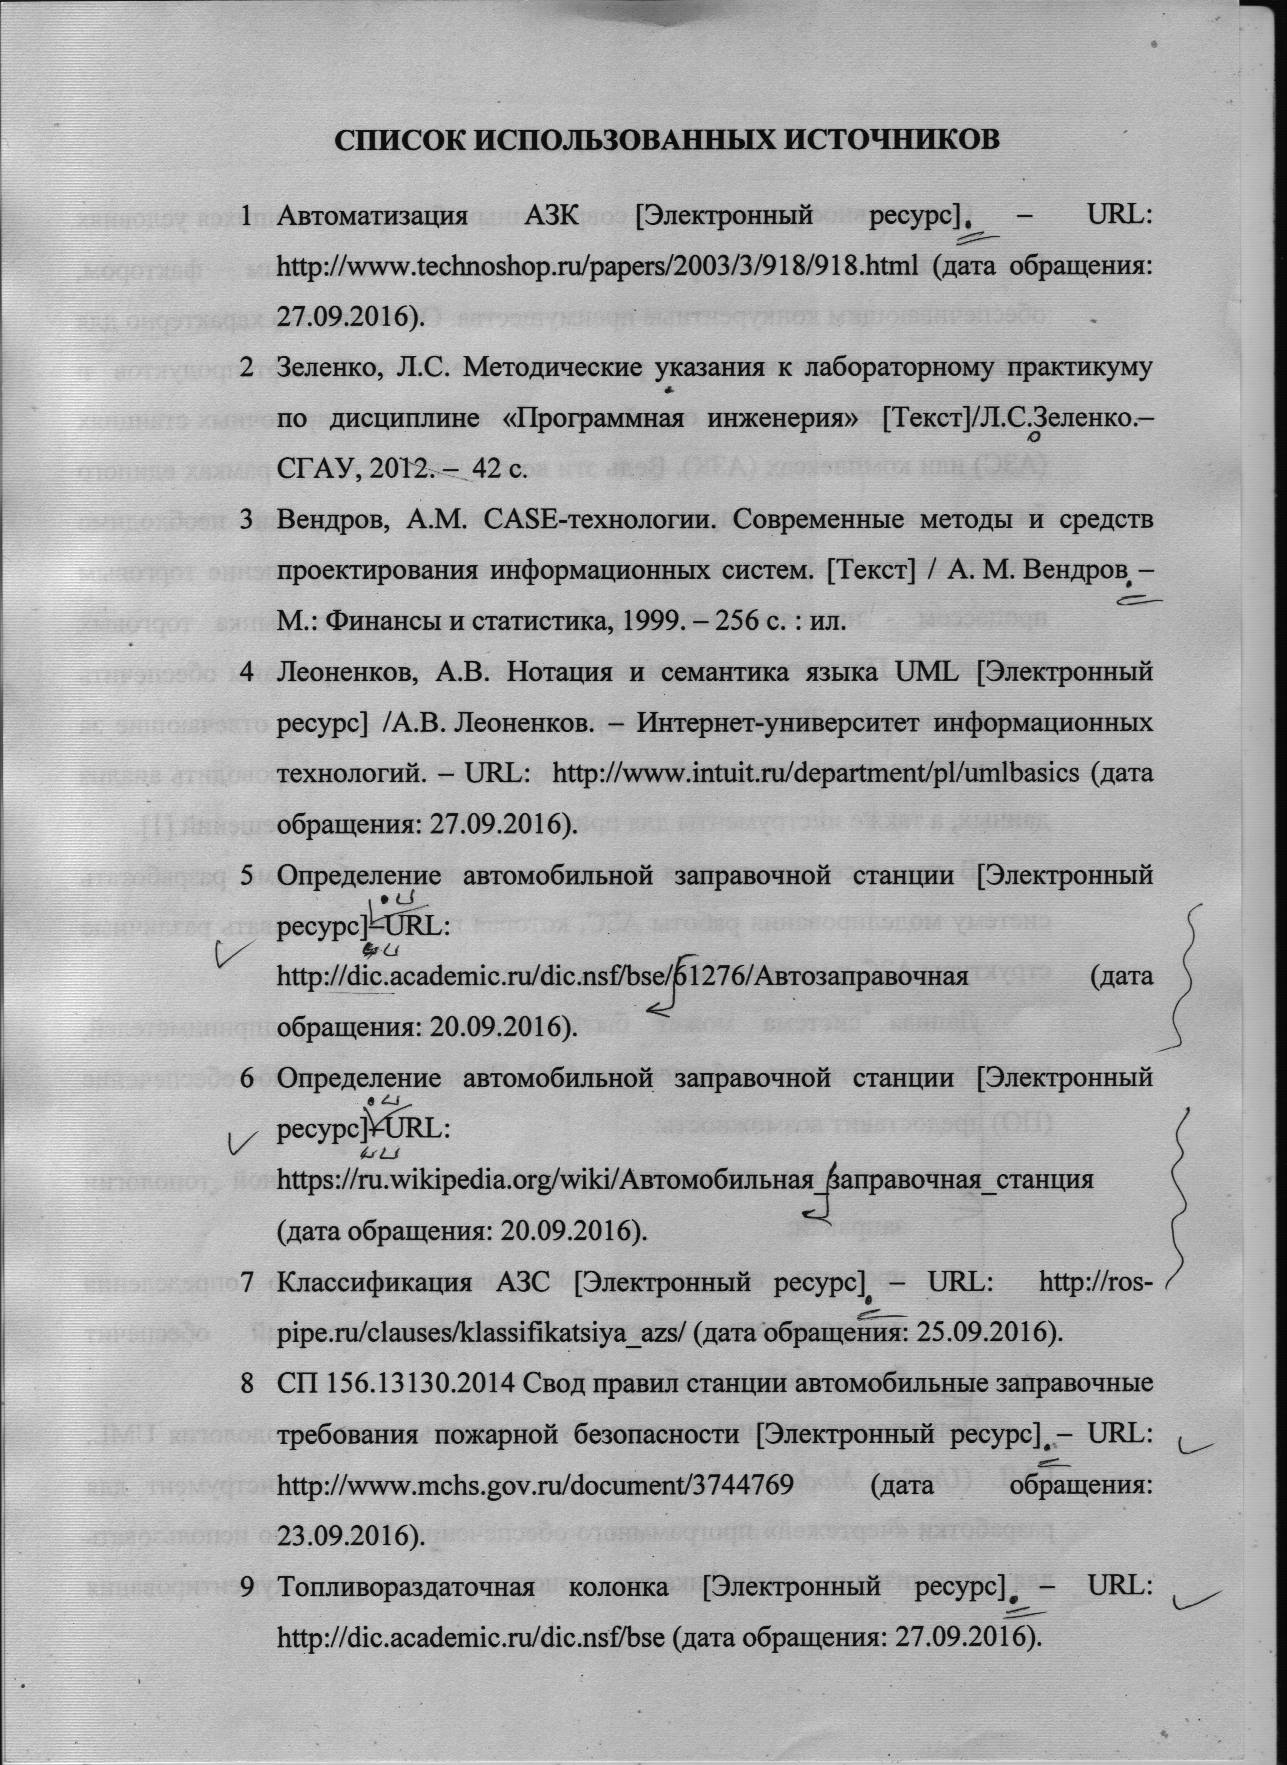 СПИСОК ИСПОЛЬЗОВАННЫХ ИСТОЧНИКОВ
1 Автоматизация АЗК [Электронный ресурс]. – URL:
http://www.technoshop.ru/papers/2003/3/918/918.html (дата обращения:
27.09.2016).
2 Зеленко, Л.С. Методические указания к лабораторному практикуму
по дисциплине «Программная инженерия» [Текст]/Л.С.Зеленко.–
СГАУ, 2012. – 42 с.
3 Вендров, А.М. CASE-технологии. Современные методы и средств
проектирования информационных систем. [Текст] / А. М. Вендров. –
М.: Финансы и статистика, 1999. – 256 с. : ил.
4 Леоненков, А.В. Нотация и семантика языка UML [Электронный
ресурс] /А.В. Леоненков. – Интернет-университет информационных
технологий. – URL: http://www.intuit.ru/department/pl/umlbasics (дата
обращения: 27.09.2016).
5 Определение автомобильной заправочной станции [Электронный
ресурс]–URL:
http://dic.academic.ru/dic.nsf/bse/61276/Автозаправочная (дата
обращения: 20.09.2016).
6 Определение автомобильной заправочной станции [Электронный
ресурс]–URL:
https://ru.wikipedia.org/wiki/Автомобильная_заправочная_станция
(дата обращения: 20.09.2016).
7 Классификация АЗС [Электронный ресурс]. – URL: http://ros-
pipe.ru/clauses/klassifikatsiya_azs/ (дата обращения: 25.09.2016).
8 СП 156.13130.2014 Свод правил станции автомобильные заправочные
требования пожарной безопасности [Электронный ресурс]. – URL:
http://www.mchs.gov.ru/document/3744769 (дата обращения:
23.09.2016).
9 Топливораздаточная колонка [Электронный ресурс]. – URL:
http://dic.academic.ru/dic.nsf/bse (дата обращения: 27.09.2016).